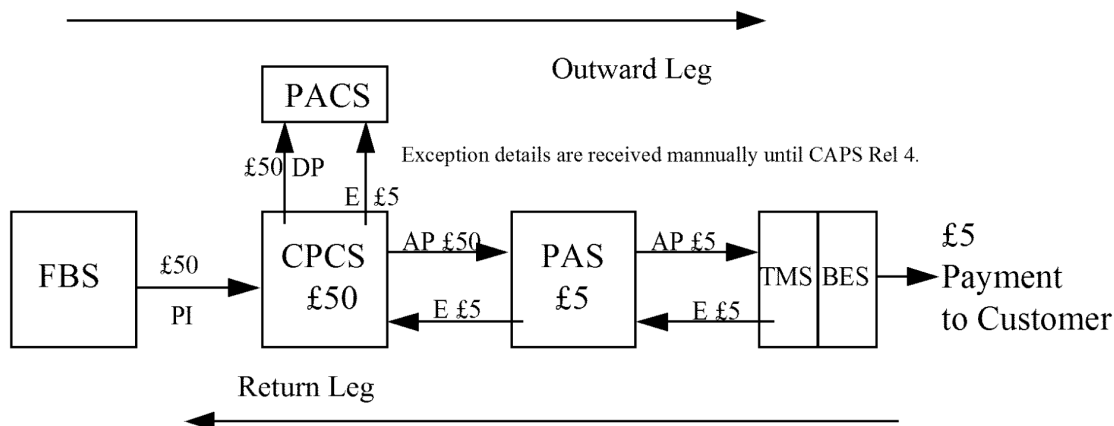 Outward Leg
PACS
£50 DP
E £5
Exception details are received mannually until CAPS Rel 4.
FBS
£50
PI
CPCS
£50
AP £50
E £5
PAS
£5
AP £5
E £5
TMS
BES
£5
Payment
to Customer
Return Leg